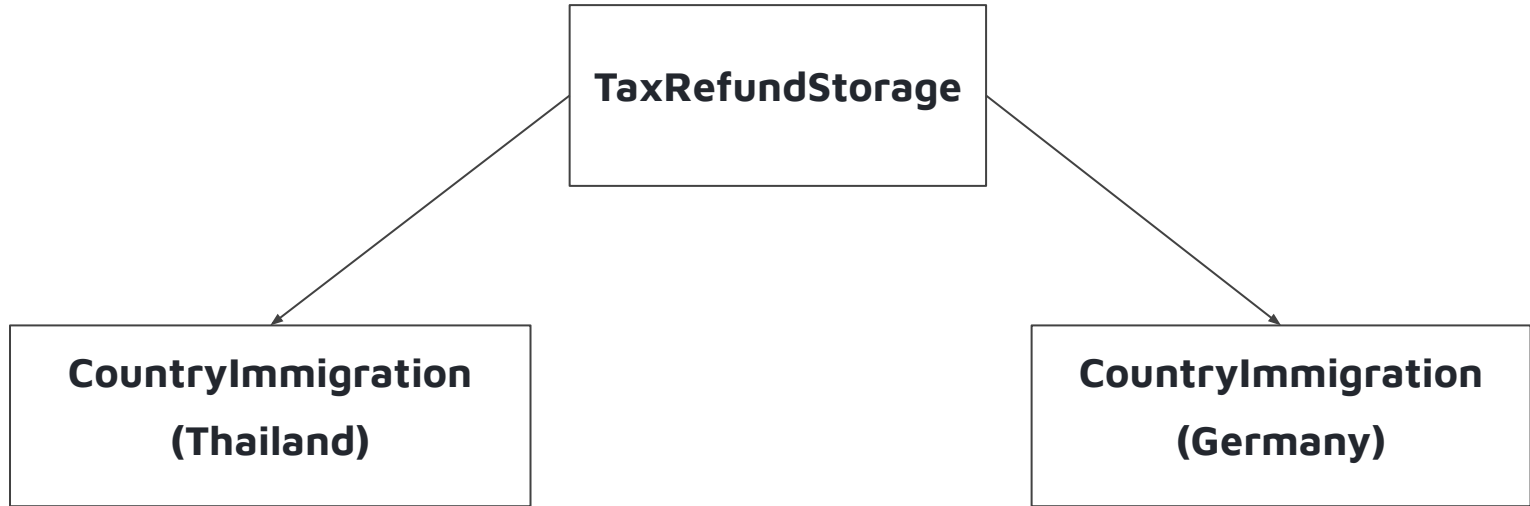 TaxRefundStorage
CountryImmigration
(Thailand)
CountryImmigration
(Germany)